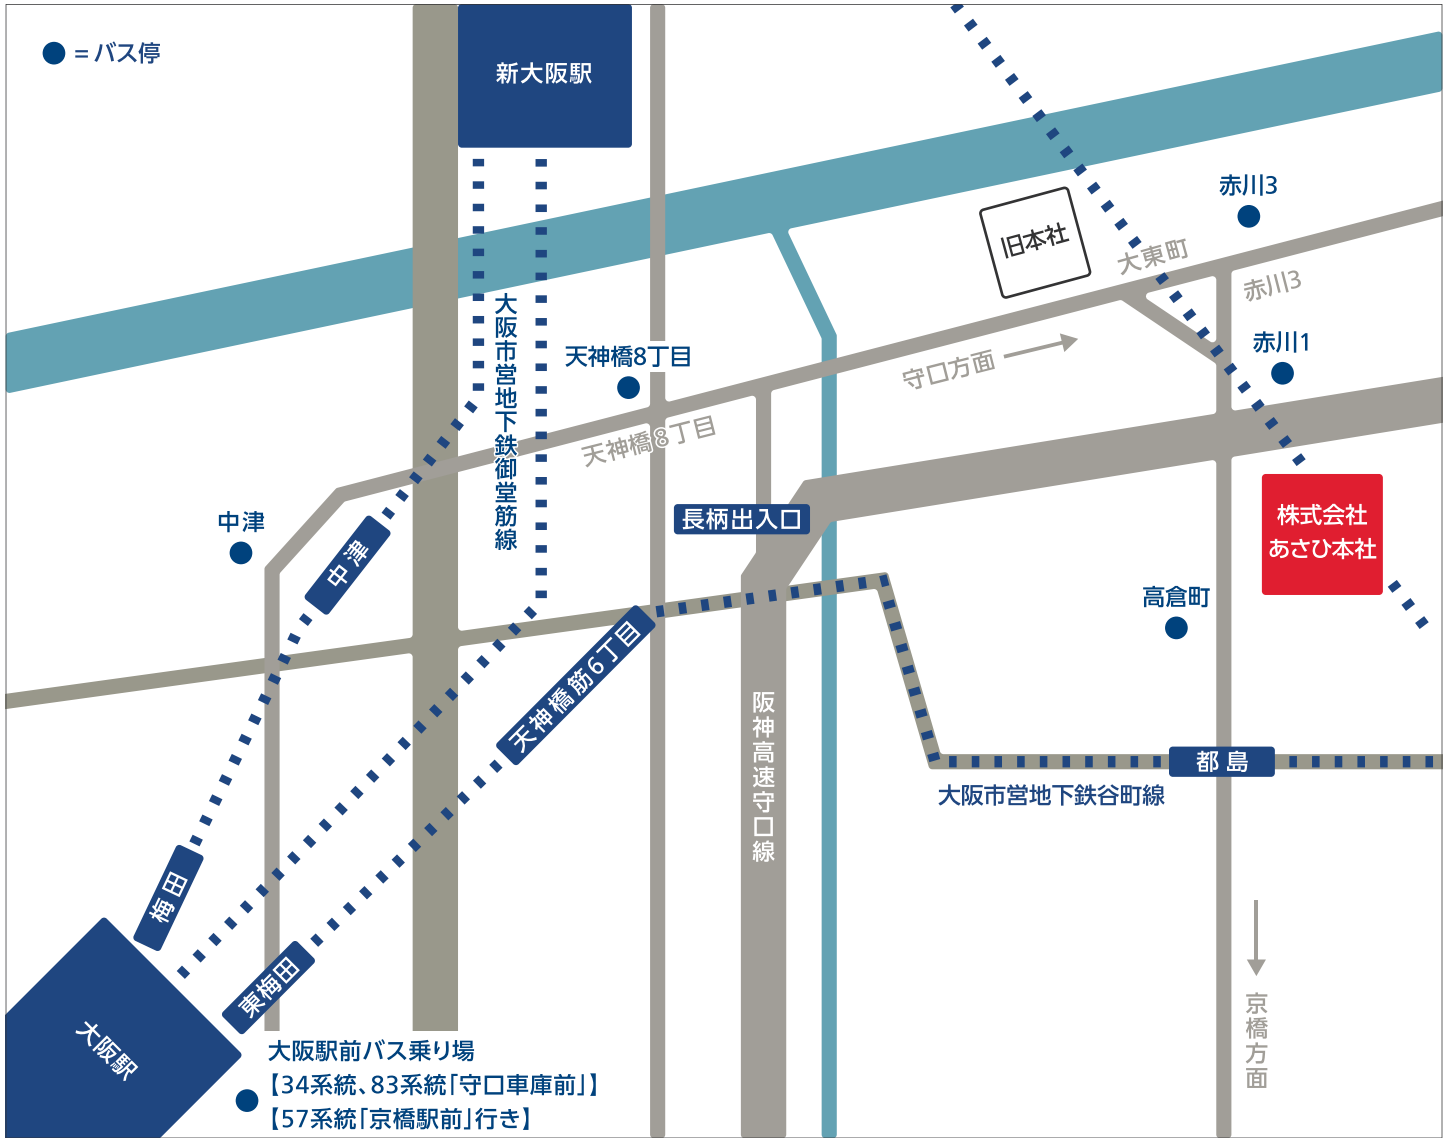 = バス停
新大阪駅
赤川3
旧本社
大東町
赤川3
大阪市営地下鉄御堂筋線
天神橋8丁目
赤川1
守口方面
天神橋8丁目
株式会社
あさひ本社
長柄出入口
中津
中津
高倉町
天神橋筋6丁目
阪神高速守口線
都島
大阪市営地下鉄谷町線
梅田
東梅田
大阪駅
京橋方面
大阪駅前バス乗り場
【34系統、83系統「守口車庫前」】
【57系統「京橋駅前」行き】